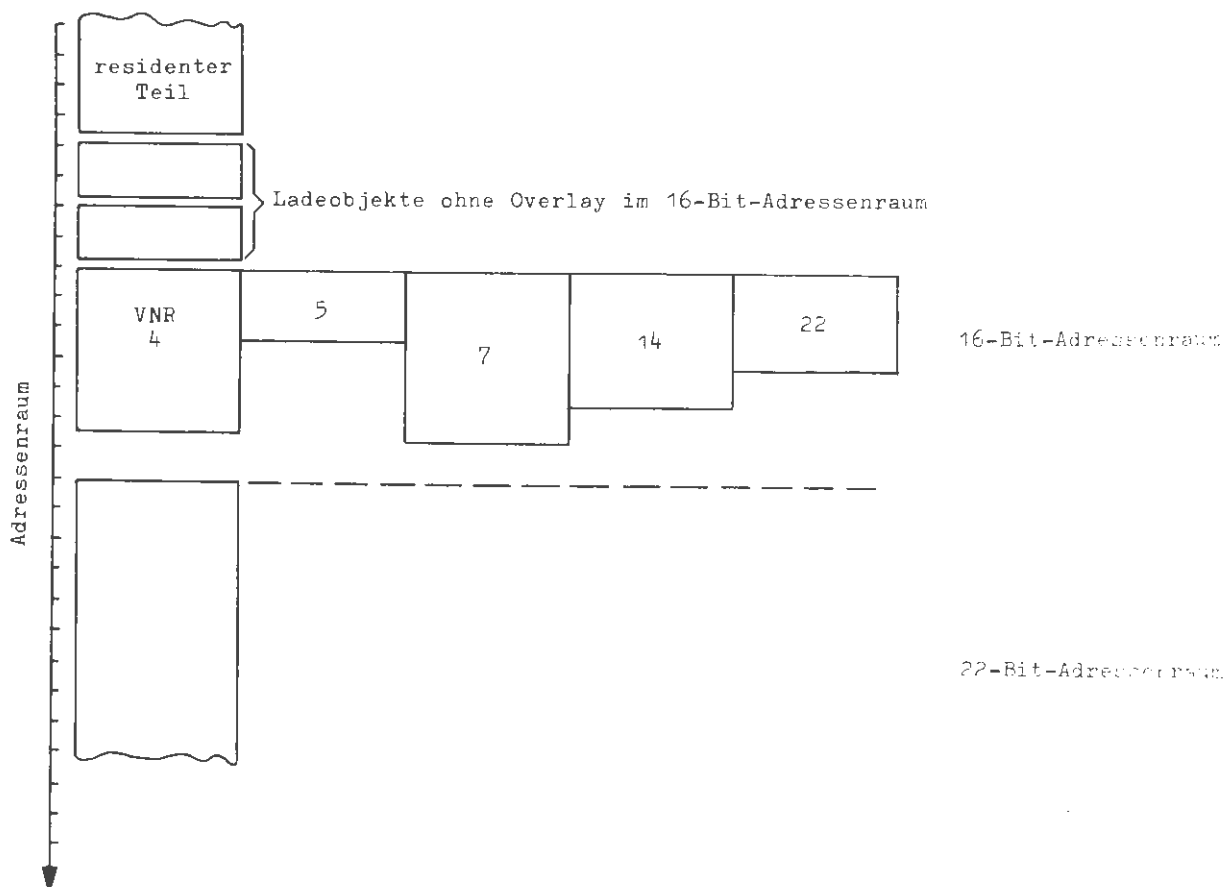 residenter
Teil
Ladeobjekte ohne Overlay im 16-Bit-Adressenraum
VNR
4
5
7
14
22
16-Bit-Adressenraum
Adressenraum
22-Bit-Adressenraum